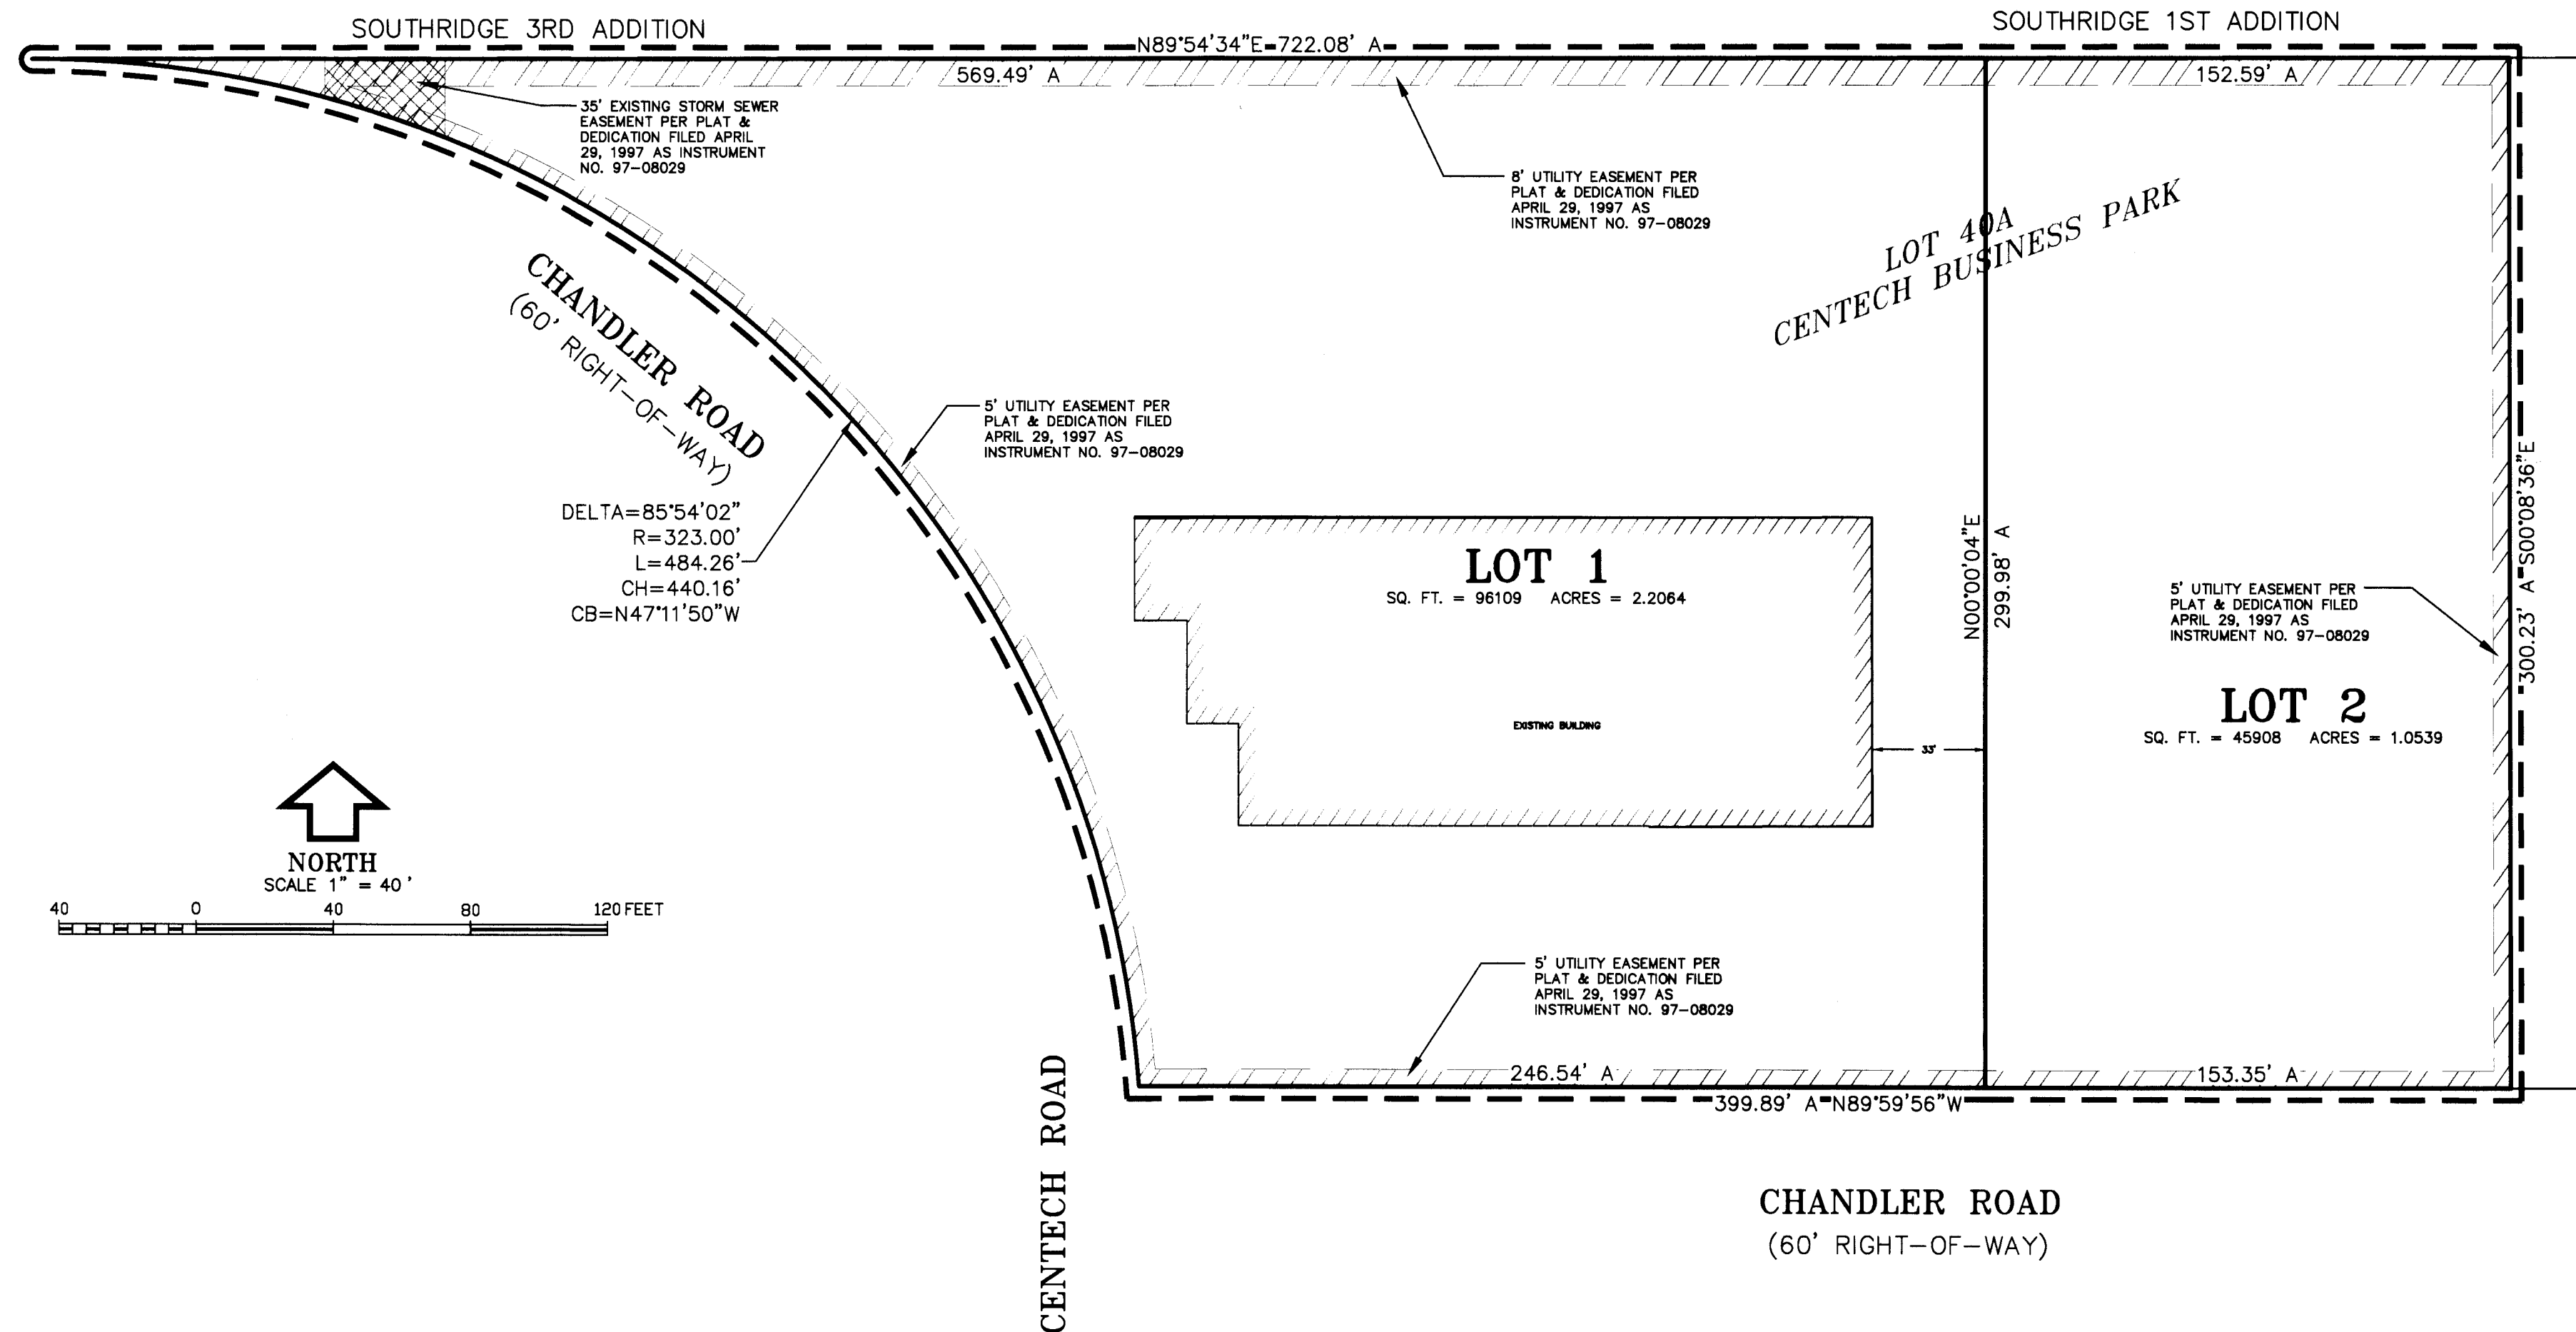 SOUTHRIDGE 3RD ADDITION
SOUTHRIDGE 1ST ADDITION
N89°54'34"E 722.08' A
569.49' A
152.59' A
35' EXISTING STORM SEWER
EASEMENT PER PLAT &
DEDICATION FILED APRIL
29, 1997 AS INSTRUMENT
NO. 97-08029
8' UTILITY EASEMENT PER
PLAT & DEDICATION FILED
APRIL 29, 1997 AS
INSTRUMENT NO. 97-08029
LOT 40A
CENTECH BUSINESS PARK
CHANDLER ROAD
(60' RIGHT-OF-WAY)
5' UTILITY EASEMENT PER
PLAT & DEDICATION FILED
APRIL 29, 1997 AS
INSTRUMENT NO. 97-08029
DELTA=85°54'02"
R=323.00'
L=484.26'
CH=440.16'
CB=N47°11'50"W
LOT 1
SQ. FT. = 96109 ACRES = 2.2064
EXISTING BUILDING
33'
N00°00'04"E
299.98' A
5' UTILITY EASEMENT PER
PLAT & DEDICATION FILED
APRIL 29, 1997 AS
INSTRUMENT NO. 97-08029
300.23' A S00°08'36"E
LOT 2
SQ. FT. = 45908 ACRES = 1.0539
NORTH
SCALE 1" = 40'
40 0 40 80 120 FEET
5' UTILITY EASEMENT PER
PLAT & DEDICATION FILED
APRIL 29, 1997 AS
INSTRUMENT NO. 97-08029
246.54' A
153.35' A
399.89' A N89°59'56"W
CENTECH ROAD
CHANDLER ROAD
(60' RIGHT-OF-WAY)